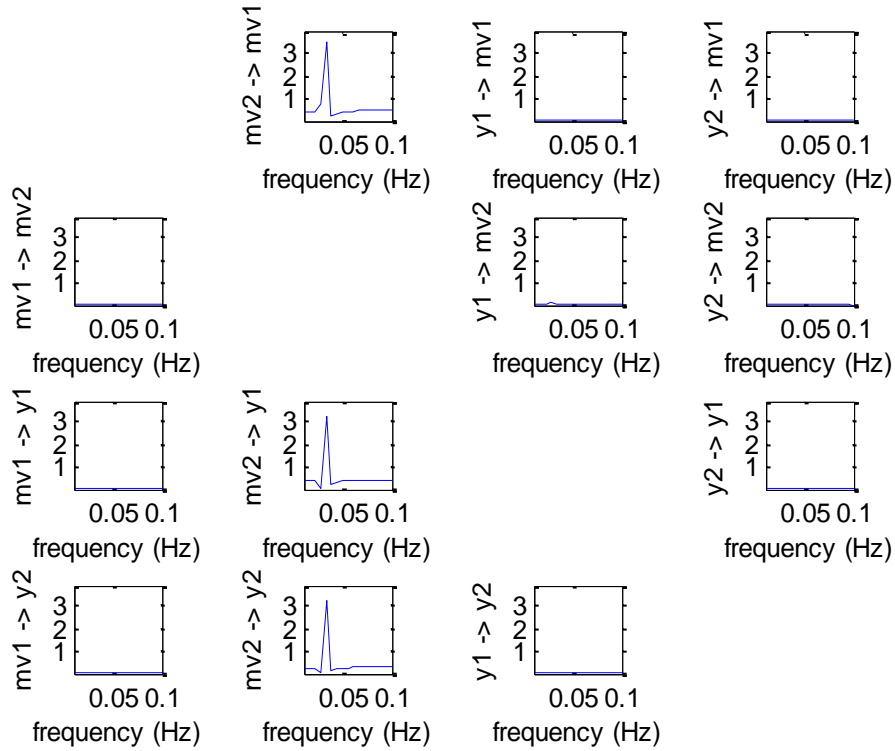 mv2 -> mv1
3
2
1
0.05 0.1
frequency (Hz)
y1 -> mv1
3
2
1
0.05 0.1
frequency (Hz)
y2 -> mv1
3
2
1
0.05 0.1
frequency (Hz)
mv1 -> mv2
3
2
1
0.05 0.1
frequency (Hz)
y1 -> mv2
3
2
1
0.05 0.1
frequency (Hz)
y2 -> mv2
3
2
1
0.05 0.1
frequency (Hz)
mv1 -> y1
3
2
1
0.05 0.1
frequency (Hz)
mv2 -> y1
3
2
1
0.05 0.1
frequency (Hz)
y2 -> y1
3
2
1
0.05 0.1
frequency (Hz)
mv1 -> y2
3
2
1
0.05 0.1
frequency (Hz)
mv2 -> y2
3
2
1
0.05 0.1
frequency (Hz)
y1 -> y2
3
2
1
0.05 0.1
frequency (Hz)